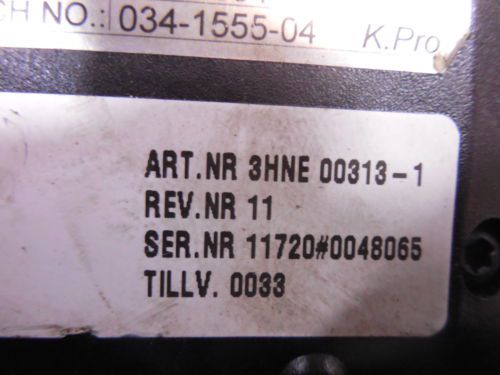 CH NO.: 034-1555-04 K.Pro
ART.NR 3HNE 00313-1
REV.NR 11
SER.NR 11720#0048065
TILLV. 0033